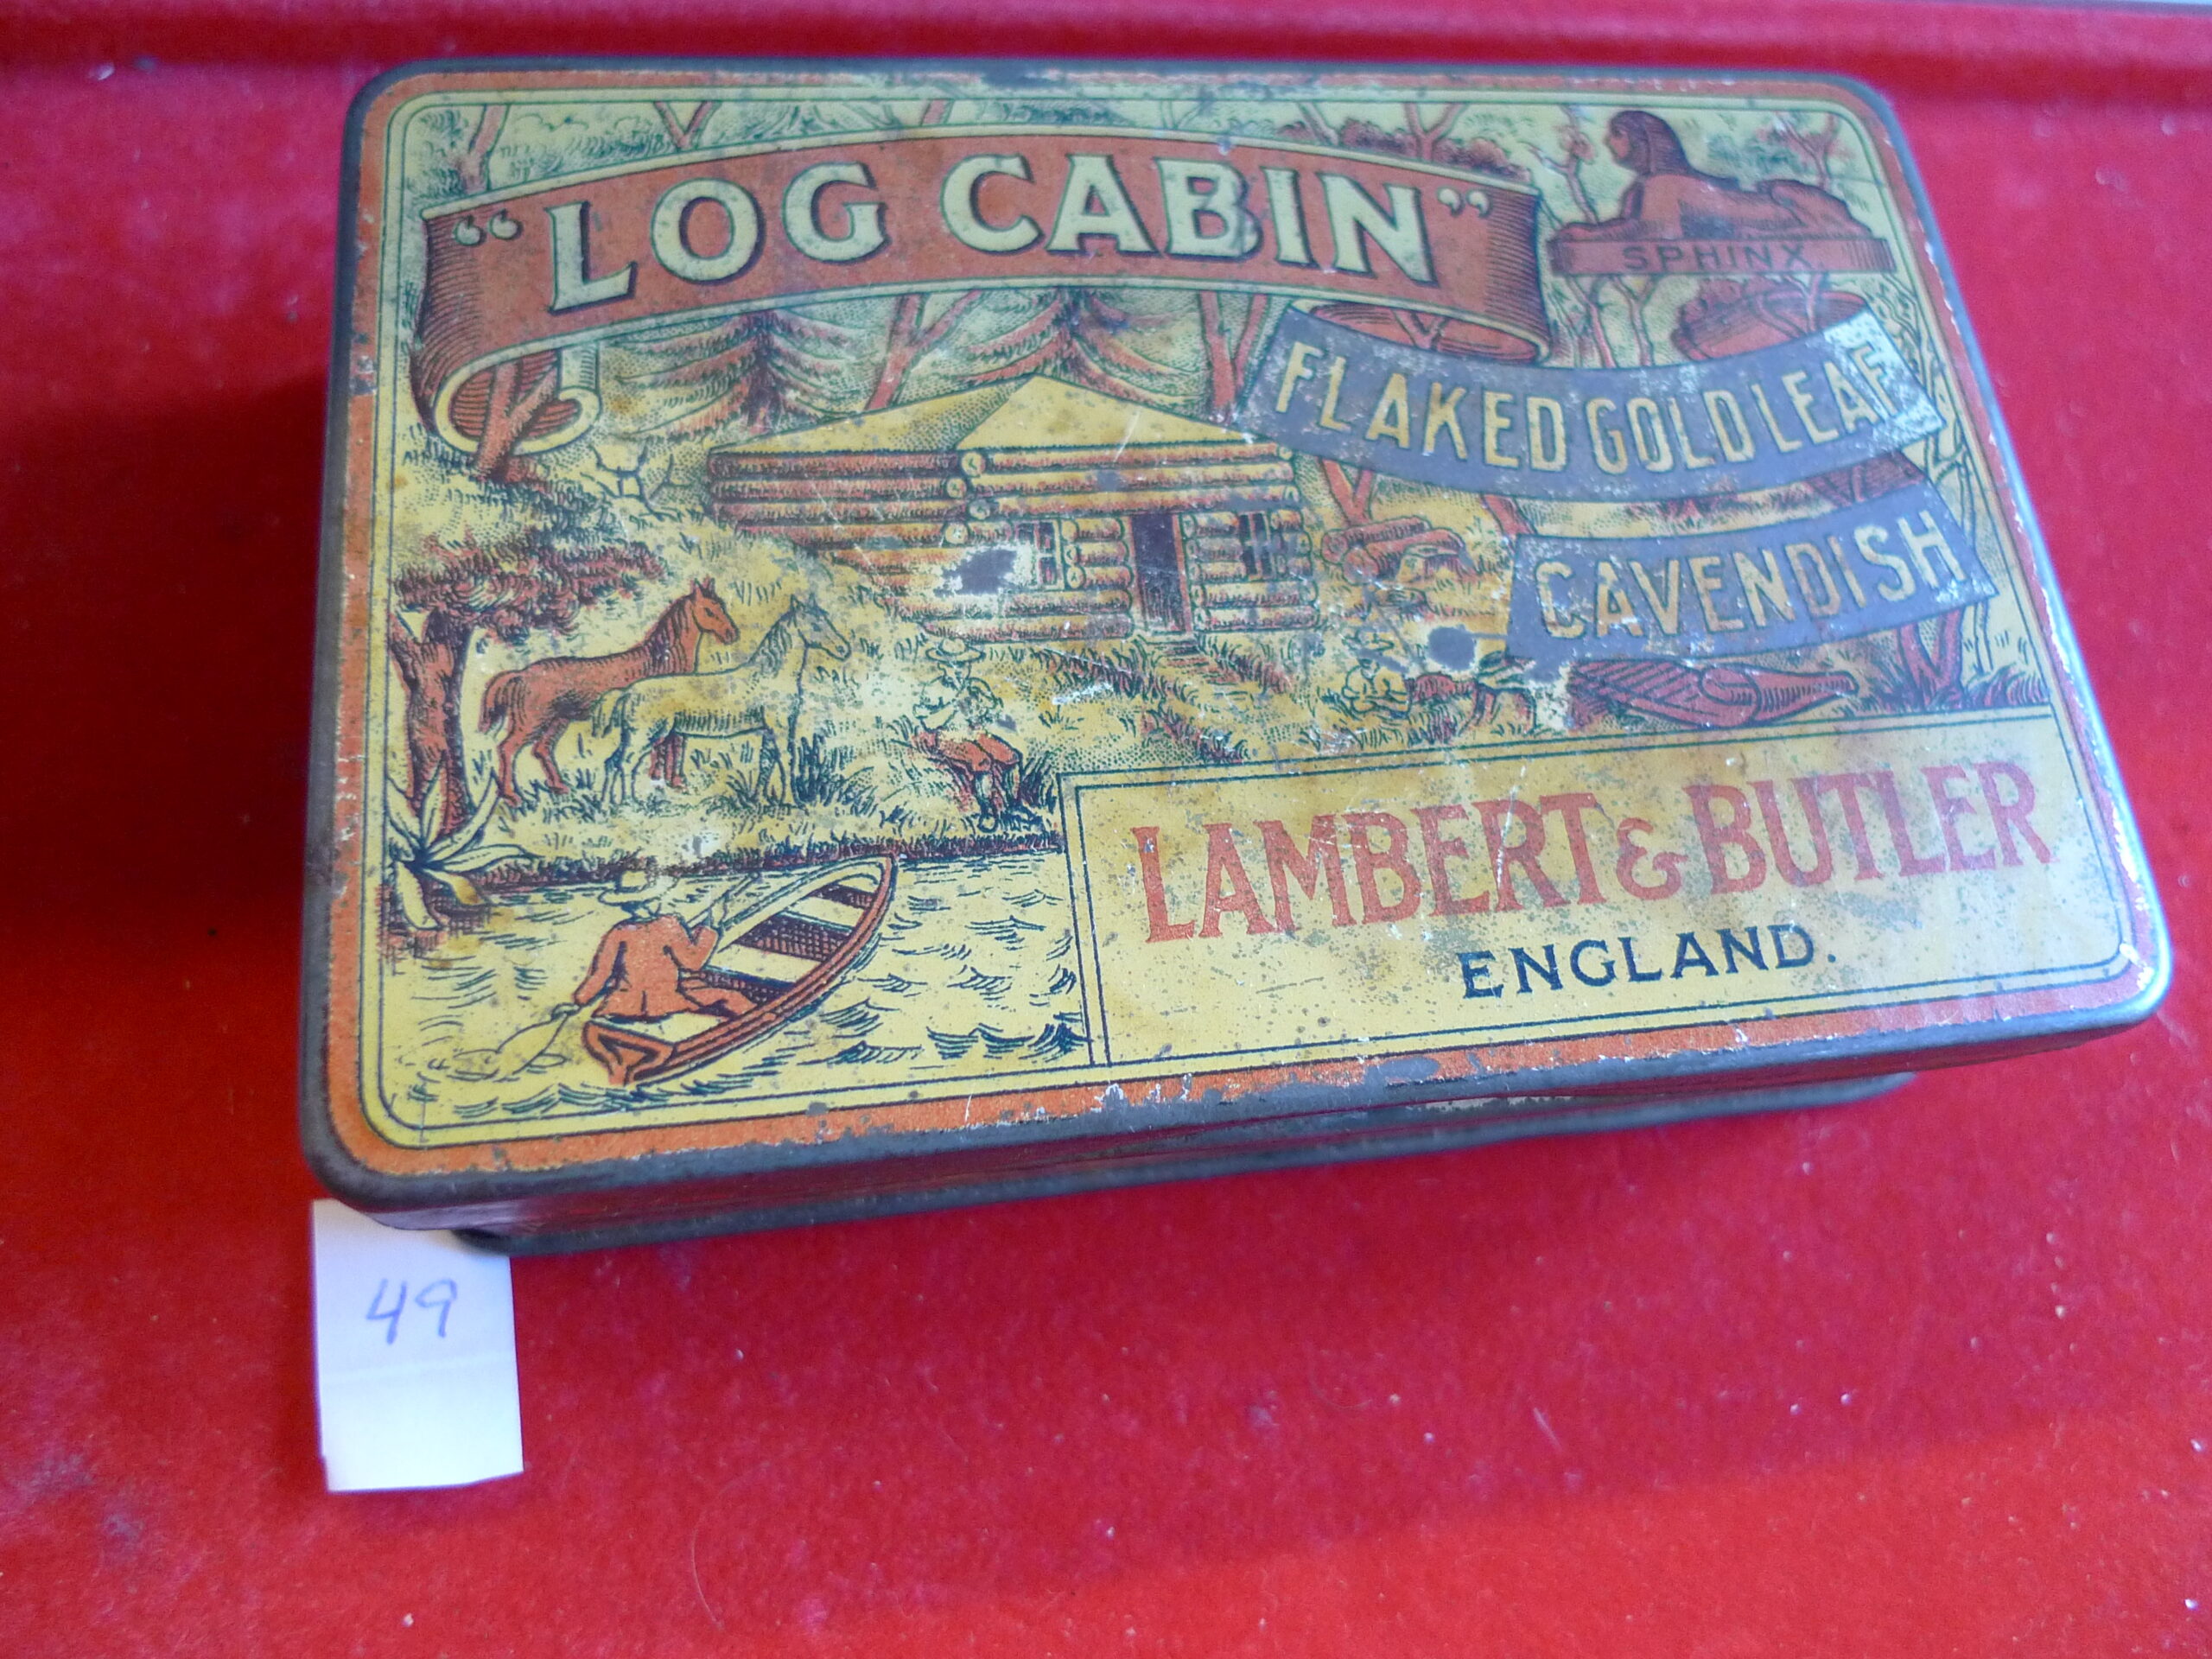 “LOG CABIN”
SPHINX
FLAKED GOLD LEAF
CAVENDISH
LAMBERT & BUTLER
ENGLAND.
49